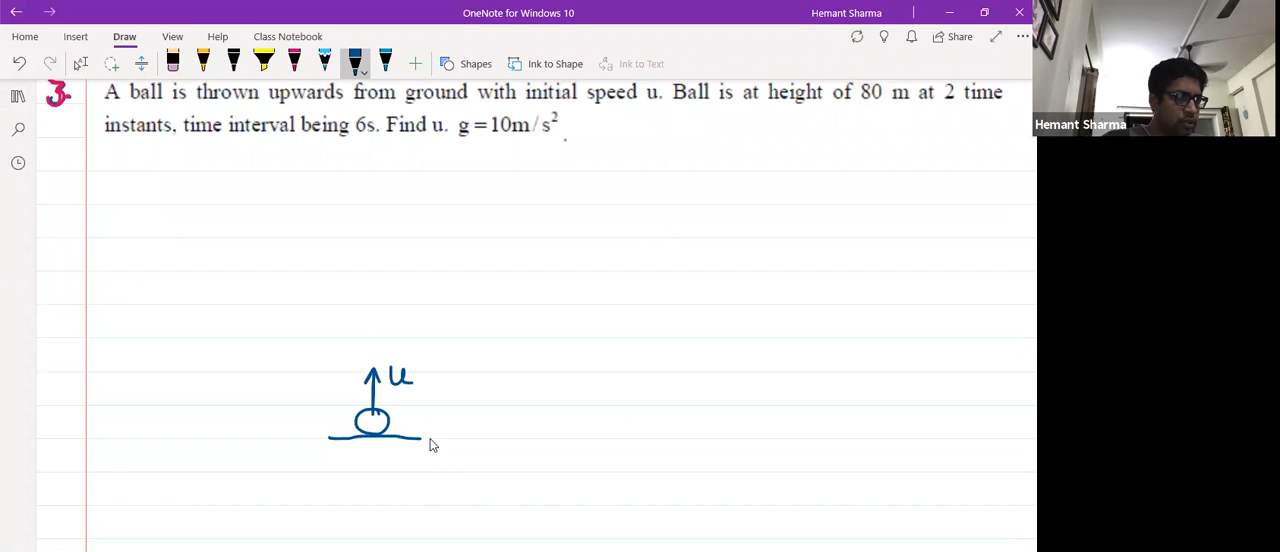 OneNote for Windows 10
Hemant Sharma
Home Insert Draw View Help Class Notebook
Share
Shapes Ink to Shape Ink to Text
3-
A ball is thrown upwards from ground with initial speed u. Ball is at height of 80 m at 2 time
instants, time interval being 6s. Find u. g=10m/s²
.
Hemant Sharma
u